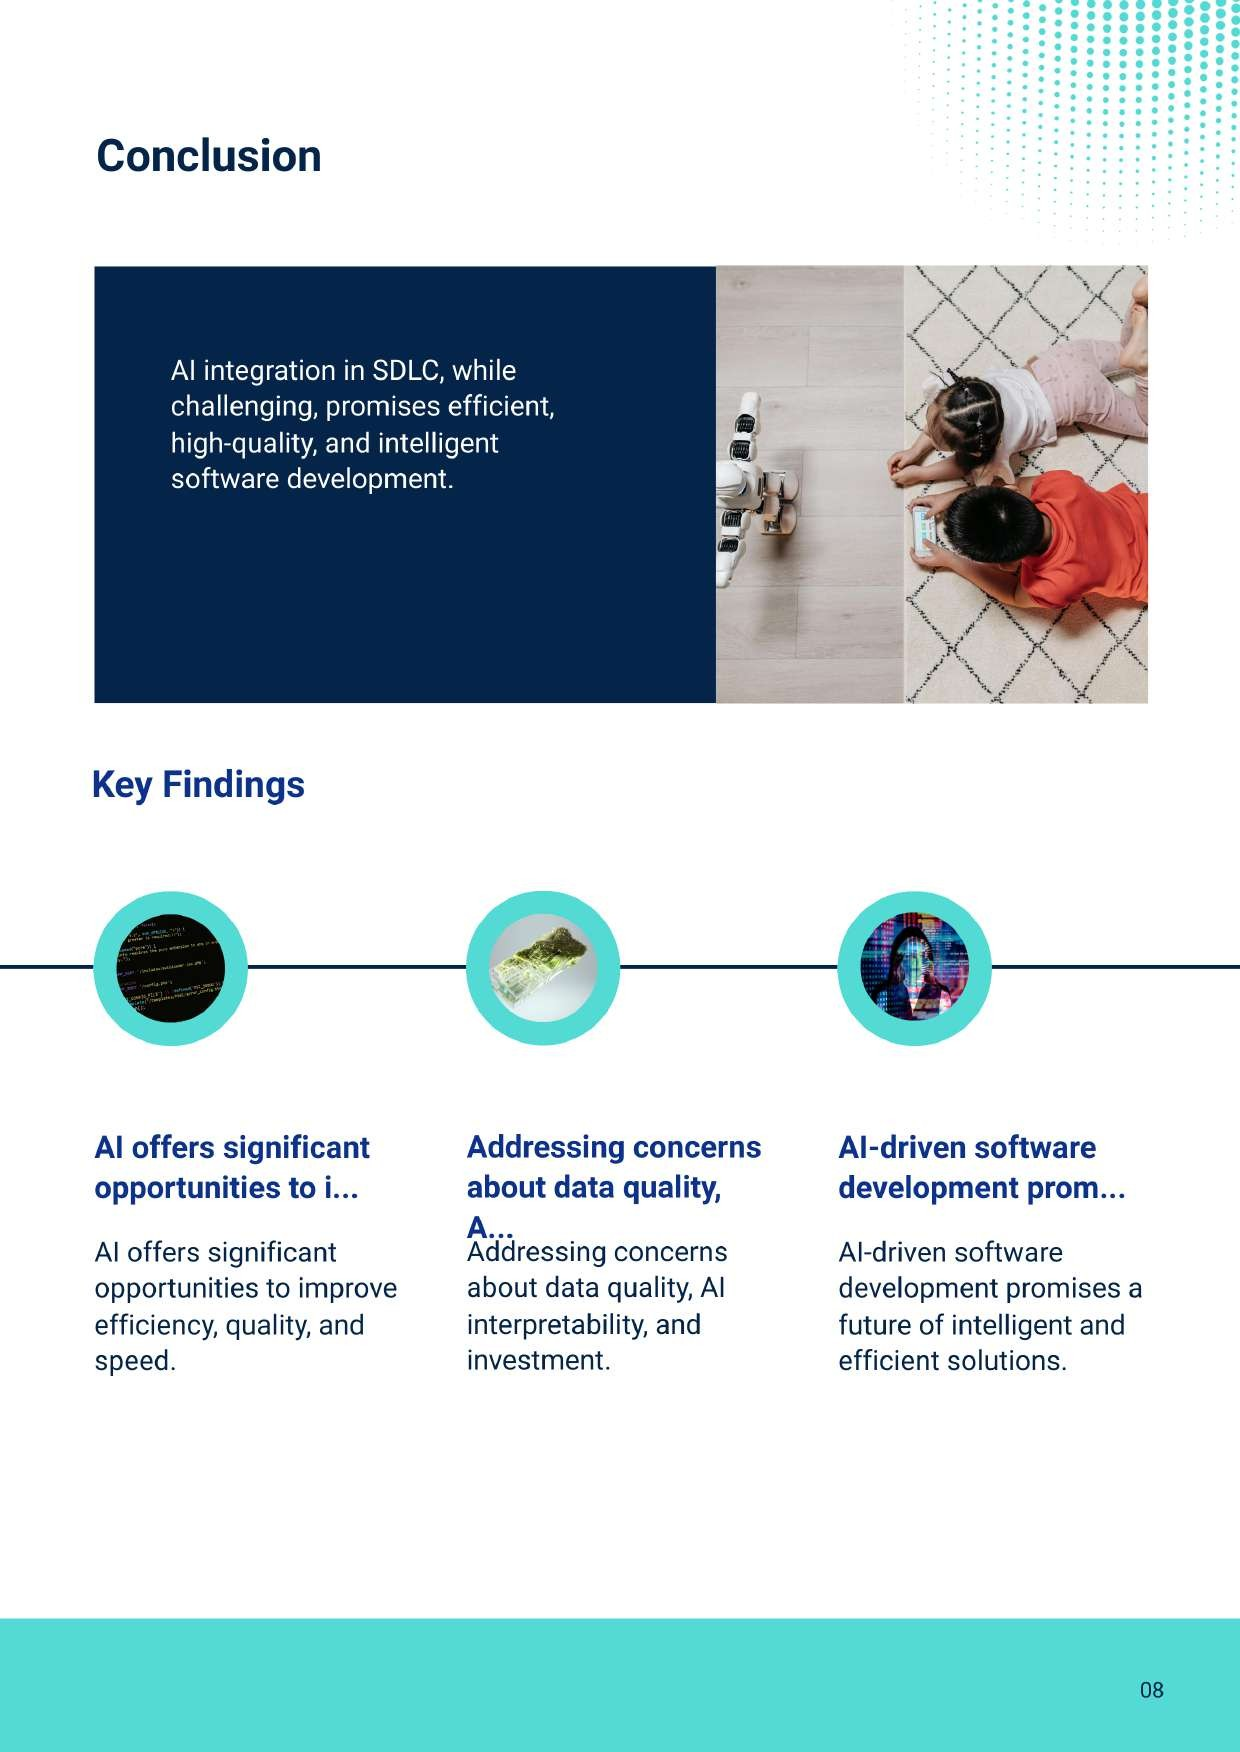 Conclusion
AI integration in SDLC, while
challenging, promises efficient,
high-quality, and intelligent
software development.
Key Findings
AI offers significant
opportunities to i...
AI offers significant
opportunities to improve
efficiency, quality, and
speed.
Addressing concerns
about data quality,
A...
Addressing concerns
about data quality, AI
interpretability, and
investment.
AI-driven software
development prom...
AI-driven software
development promises a
future of intelligent and
efficient solutions.
08